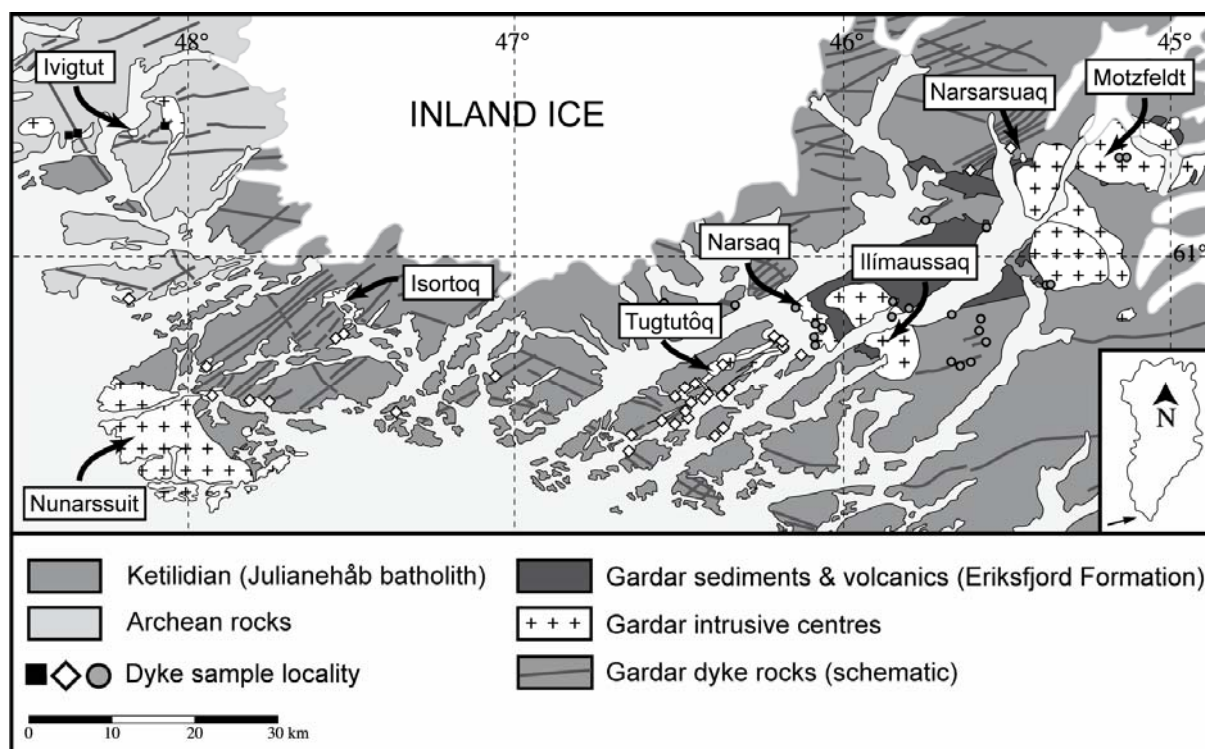 48°
47°
46°
45°
Ivigtut
Narsarsuaq
Motzfeldt
INLAND ICE
Narsaq
Ilímaussaq
61°
Isortoq
Tugtutôq
N
Nunarssuit
Ketilidian (Julianehåb batholith)
Gardar sediments & volcanics (Eriksfjord Formation)
Archean rocks
Gardar intrusive centres
Dyke sample locality
Gardar dyke rocks (schematic)
0 10 20 30 km